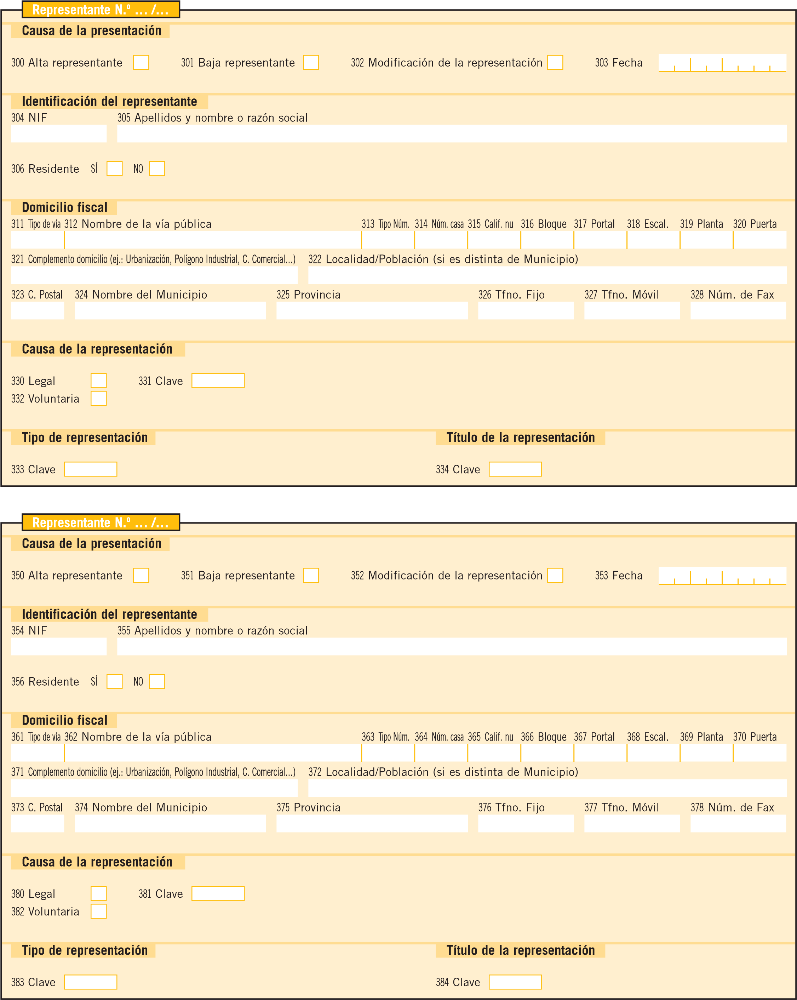 Representante N.º ... /...
Causa de la presentación
300 Alta representante 301 Baja representante 302 Modificación de la representación 303 Fecha
Identificación del representante
304 NIF 305 Apellidos y nombre o razón social
306 Residente SÍ NO
Domicilio fiscal
311 Tipo de vía 312 Nombre de la vía pública 313 Tipo Núm. 314 Núm. casa 315 Calif. nu 316 Bloque 317 Portal 318 Escal. 319 Planta 320 Puerta
321 Complemento domicilio (ej.: Urbanización, Polígono Industrial, C. Comercial...) 322 Localidad/Población (si es distinta de Municipio)
323 C. Postal 324 Nombre del Municipio 325 Provincia 326 Tfno. Fijo 327 Tfno. Móvil 328 Núm. de Fax
Causa de la representación
330 Legal 331 Clave
332 Voluntaria
Tipo de representación Título de la representación
333 Clave 334 Clave
Representante N.º ... /...
Causa de la presentación
350 Alta representante 351 Baja representante 352 Modificación de la representación 353 Fecha
Identificación del representante
354 NIF 355 Apellidos y nombre o razón social
356 Residente SÍ NO
Domicilio fiscal
361 Tipo de vía 362 Nombre de la vía pública 363 Tipo Núm. 364 Núm. casa 365 Calif. nu 366 Bloque 367 Portal 368 Escal. 369 Planta 370 Puerta
371 Complemento domicilio (ej.: Urbanización, Polígono Industrial, C. Comercial...) 372 Localidad/Población (si es distinta de Municipio)
373 C. Postal 374 Nombre del Municipio 375 Provincia 376 Tfno. Fijo 377 Tfno. Móvil 378 Núm. de Fax
Causa de la representación
380 Legal 381 Clave
382 Voluntaria
Tipo de representación Título de la representación
383 Clave 384 Clave